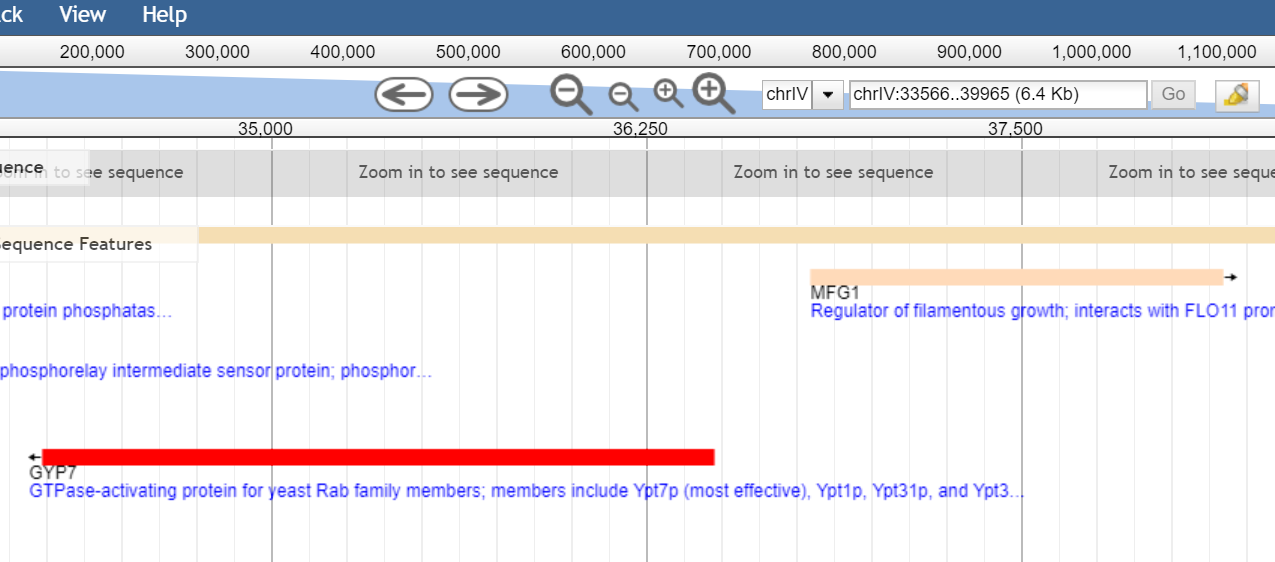 ck View Help
200,000 300,000 400,000 500,000 600,000 700,000 800,000 900,000 1,000,000 1,100,000
chrIV chrIV:33566..39965 (6.4 Kb) Go
35,000 36,250 37,500
uence to see sequence Zoom in to see sequence Zoom in to see sequence Zoom in to see seque
Sequence Features
MFG1
protein phosphatas... Regulator of filamentous growth; interacts with FLO11 pro
phosphorelay intermediate sensor protein; phosphor...
GYP7
GTPase-activating protein for yeast Rab family members; members include Ypt7p (most effective), Ypt1p, Ypt31p, and Ypt3...